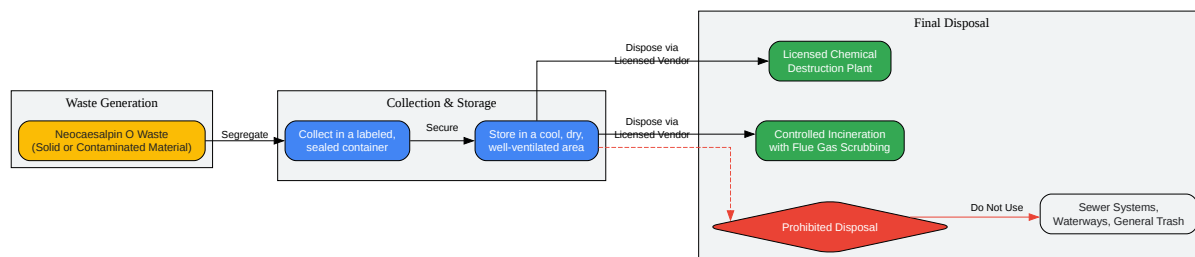 Waste Generation
Neocaesalpin O Waste
(Solid or Contaminated Material)
Segregate
Collection & Storage
Collect in a labeled,
sealed container
Secure
Store in a cool, dry,
well-ventilated area
Final Disposal
Dispose via
Licensed Vendor
Licensed Chemical
Destruction Plant
Dispose via
Licensed Vendor
Controlled Incineration
with Flue Gas Scrubbing
Prohibited Disposal
Do Not Use
Sewer Systems,
Waterways, General Trash